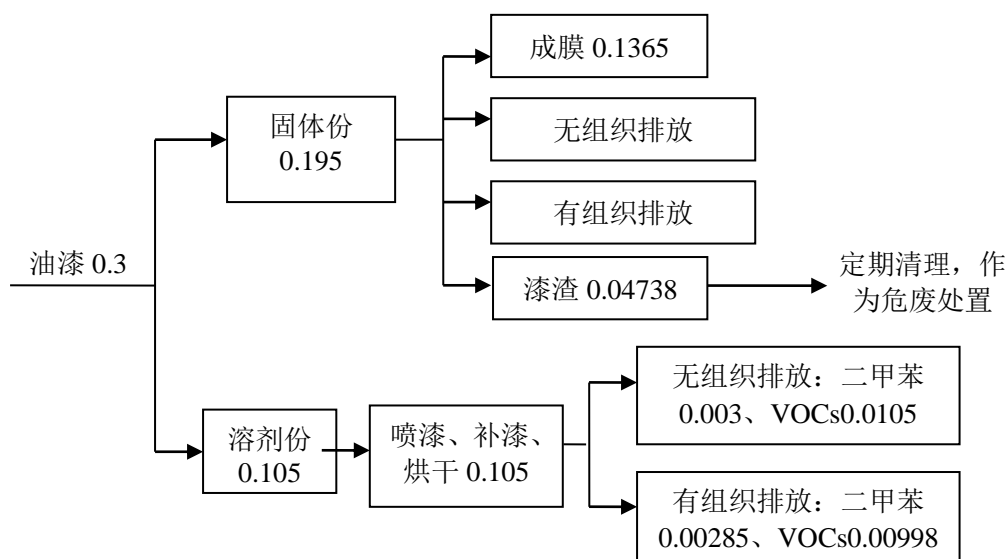 成膜 0.1365
固体份
0.195
无组织排放
有组织排放
油漆 0.3
漆渣 0.04738
定期清理，作
为危废处置
溶剂份
0.105
喷漆、补漆、
烘干 0.105
无组织排放：二甲苯
0.003、VOCs0.0105
有组织排放：二甲苯
0.00285、VOCs0.00998